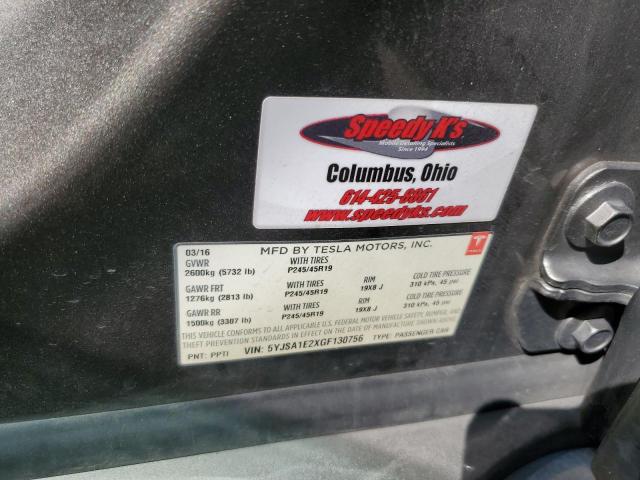 Speedy K's
Mobile Detailing Specialists
Since 1994
Columbus, Ohio
614-425-8861
www.speedyks.com
03/16 MFD BY TESLA MOTORS, INC.
GVWR WITH TIRES
2600kg (5732 lb) P245/45R19
GAWR FRT WITH TIRES RIM COLD TIRE PRESSURE
1276kg (2813 lb) P245/45R19 19X8 J 310 kPa, 45 PSI
GAWR RR WITH TIRES RIM COLD TIRE PRESSURE
1500kg (3307 lb) P245/45R19 19X8 J 310 kPa, 45 PSI
THIS VEHICLE CONFORMS TO ALL APPLICABLE U.S. FEDERAL MOTOR VEHICLE SAFETY, BUMPER, AND
THEFT PREVENTION STANDARDS IN EFFECT ON THE DATE OF MANUFACTURE SHOWN ABOVE.
PNT: PPTI VIN: 5YJSA1E2XGF130756 TYPE: PASSENGER CAR